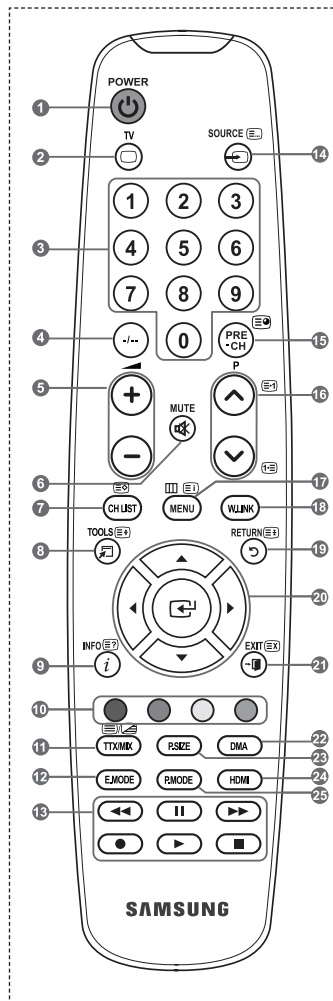 POWER
1
TV
SOURCE
2
14
1 2 3
3
4 5 6
7 8 9
4
-/--
0
PRE
-CH
15
5
P
16
+
MUTE
−
6
17
7
CH LIST
MENU
W.LINK
18
TOOLS
RETURN
8
19
20
INFO
EXIT
9
i
21
10
11
TTX/MIX
P.SIZE
DMA
22
23
12
E.MODE
P.MODE
HDMI
24
25
13
SAMSUNG